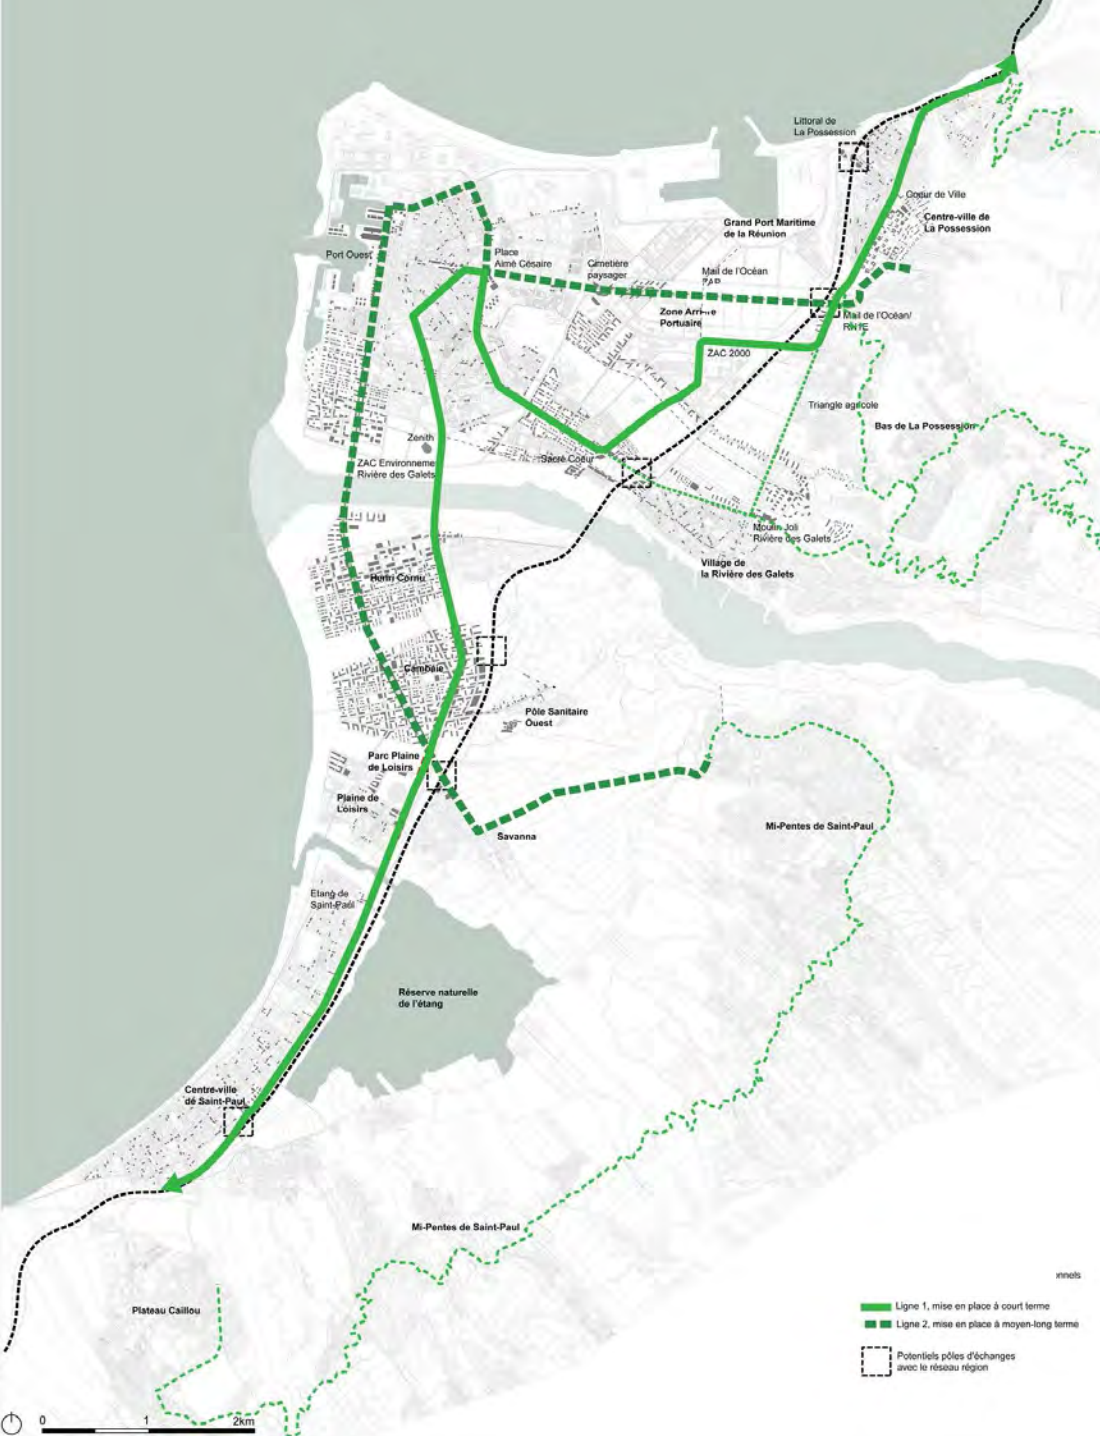 Littoral de
La Possession
Coeur de Ville
Centre-ville de
La Possession
Grand Port Maritime
de la Réunion
Port Ouest
Place
Aimé Césaire
Cimetière
paysager
Mail de l'Océan
Zone Arrière
Portuaire
Mail de l'Océan/
RN1E
ZAC 2000
Triangle agricole
Bas de La Possession
Zenith
Sacré Coeur
ZAC Environneme
Rivière des Galets
Moulin Joli
Rivière des Galets
Village de
la Rivière des Galets
Henri Cornu
Cambaie
Pôle Sanitaire
Ouest
Parc Plaine
de Loisirs
Plaine de
Loisirs
Savanna
Mi-Pentes de Saint-Paul
Etang de
Saint-Paul
Réserve naturelle
de l'étang
Centre-ville
de Saint-Paul
Mi-Pentes de Saint-Paul
Plateau Caillou
onnels
Ligne 1, mise en place à court terme
Ligne 2, mise en place à moyen-long terme
Potentiels pôles d'échanges
avec le réseau région
0 1 2km